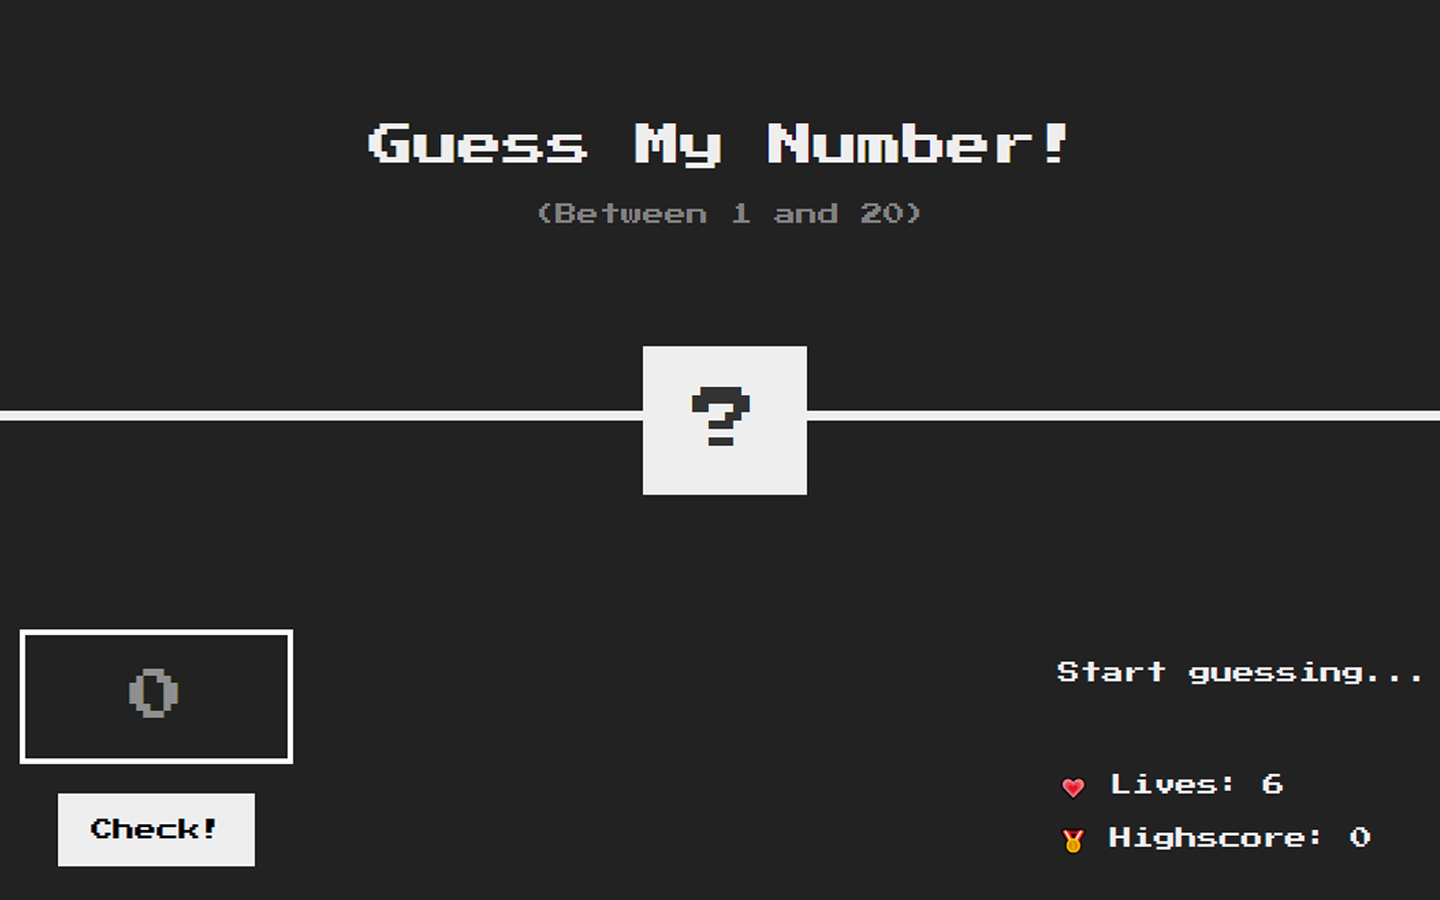 Guess My Number!
(Between 1 and 20)
?
0
Check!
Start guessing...
Lives: 6
Highscore: 0